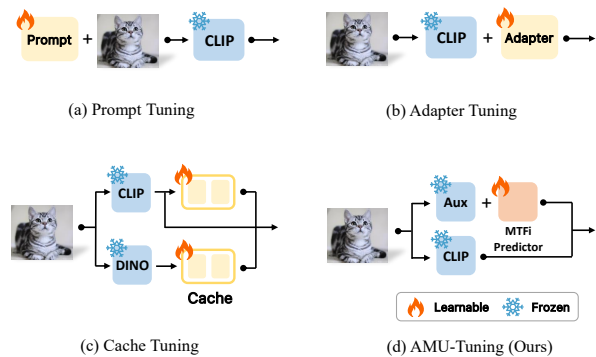 Prompt
+
CLIP
(a) Prompt Tuning
CLIP
+
Adapter
(b) Adapter Tuning
CLIP
DINO
Cache
(c) Cache Tuning
Aux
+
MTFi
Predictor
CLIP
Learnable
Frozen
(d) AMU-Tuning (Ours)